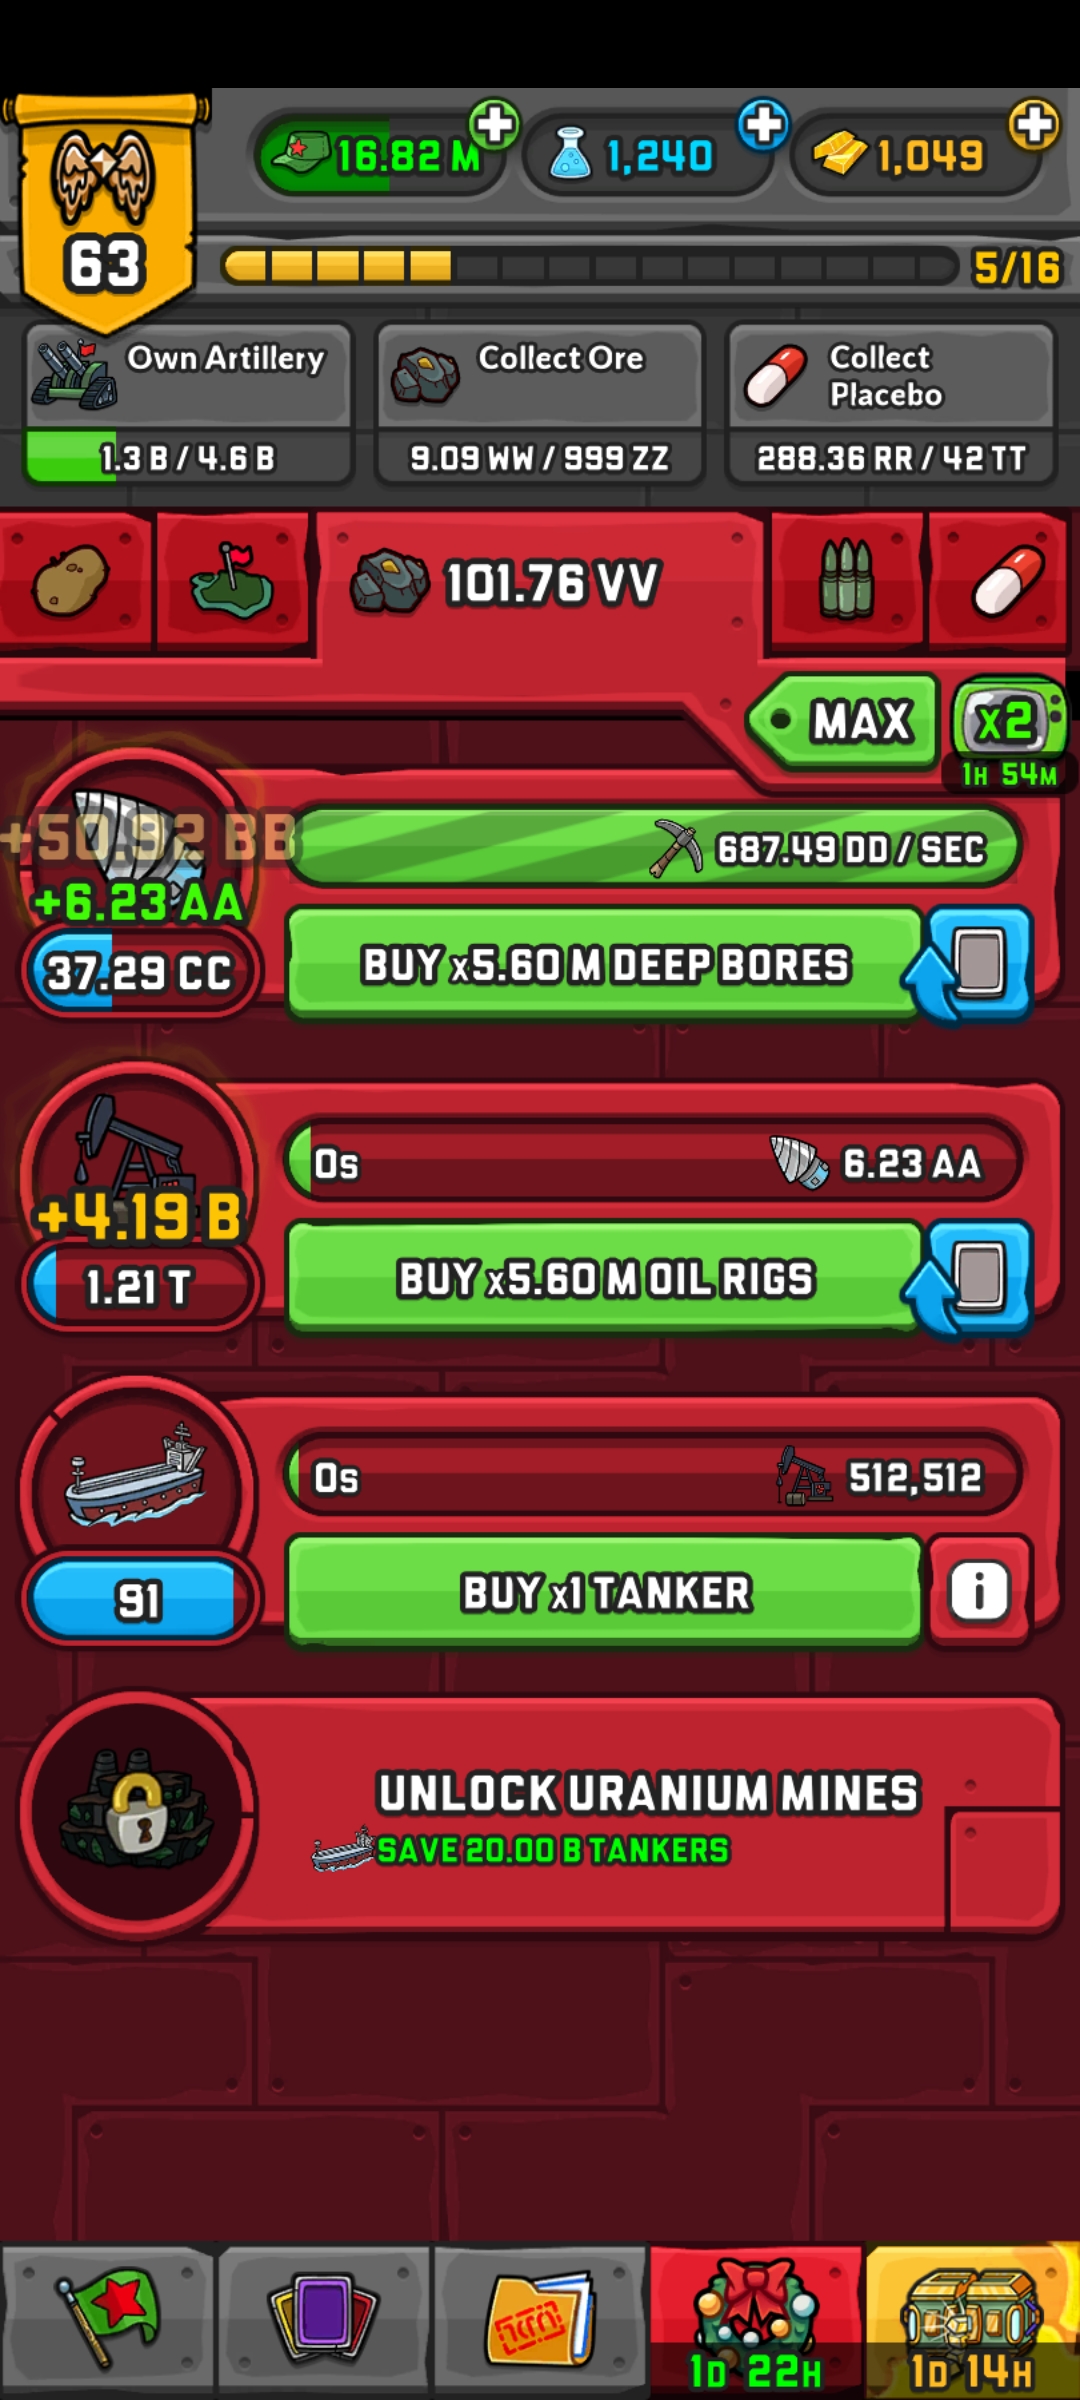 16.82 M
1,240
1,049
63
5/16
Own Artillery
1.3 B / 4.6 B
Collect Ore
9.09 WW / 999 ZZ
Collect
Placebo
288.36 RR / 42 TT
101.76 VV
MAX
x2
1H 54M
+50.92 BB
+6.23 AA
37.29 CC
687.49 DD / SEC
BUY x5.60 M DEEP BORES
+4.19 B
1.21 T
0s
6.23 AA
BUY x5.60 M OIL RIGS
91
0s
512,512
BUY x1 TANKER
i
UNLOCK URANIUM MINES
SAVE 20.00 B TANKERS
1D 22H
1D 14H